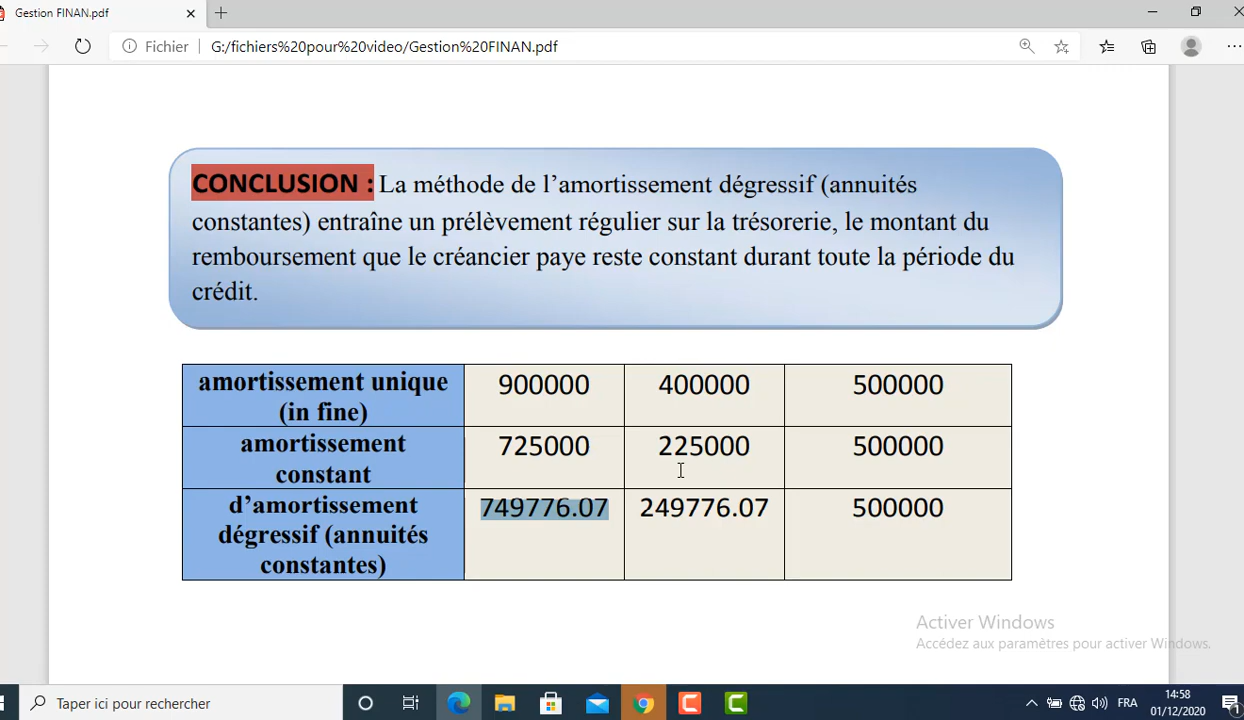 Gestion FINAN.pdf
Fichier
G:/fichiers%20pour%20video/Gestion%20FINAN.pdf
CONCLUSION : La méthode de l’amortissement dégressif (annuités
constantes) entraîne un prélèvement régulier sur la trésorerie, le montant du
remboursement que le créancier paye reste constant durant toute la période du
crédit.
amortissement unique
(in fine)
900000
400000
500000
amortissement
constant
725000
225000
500000
d’amortissement
dégressif (annuités
constantes)
749776.07
249776.07
500000
Activer Windows
Accédez aux paramètres pour activer Windows.
Taper ici pour rechercher
FRA
14:58
01/12/2020
1